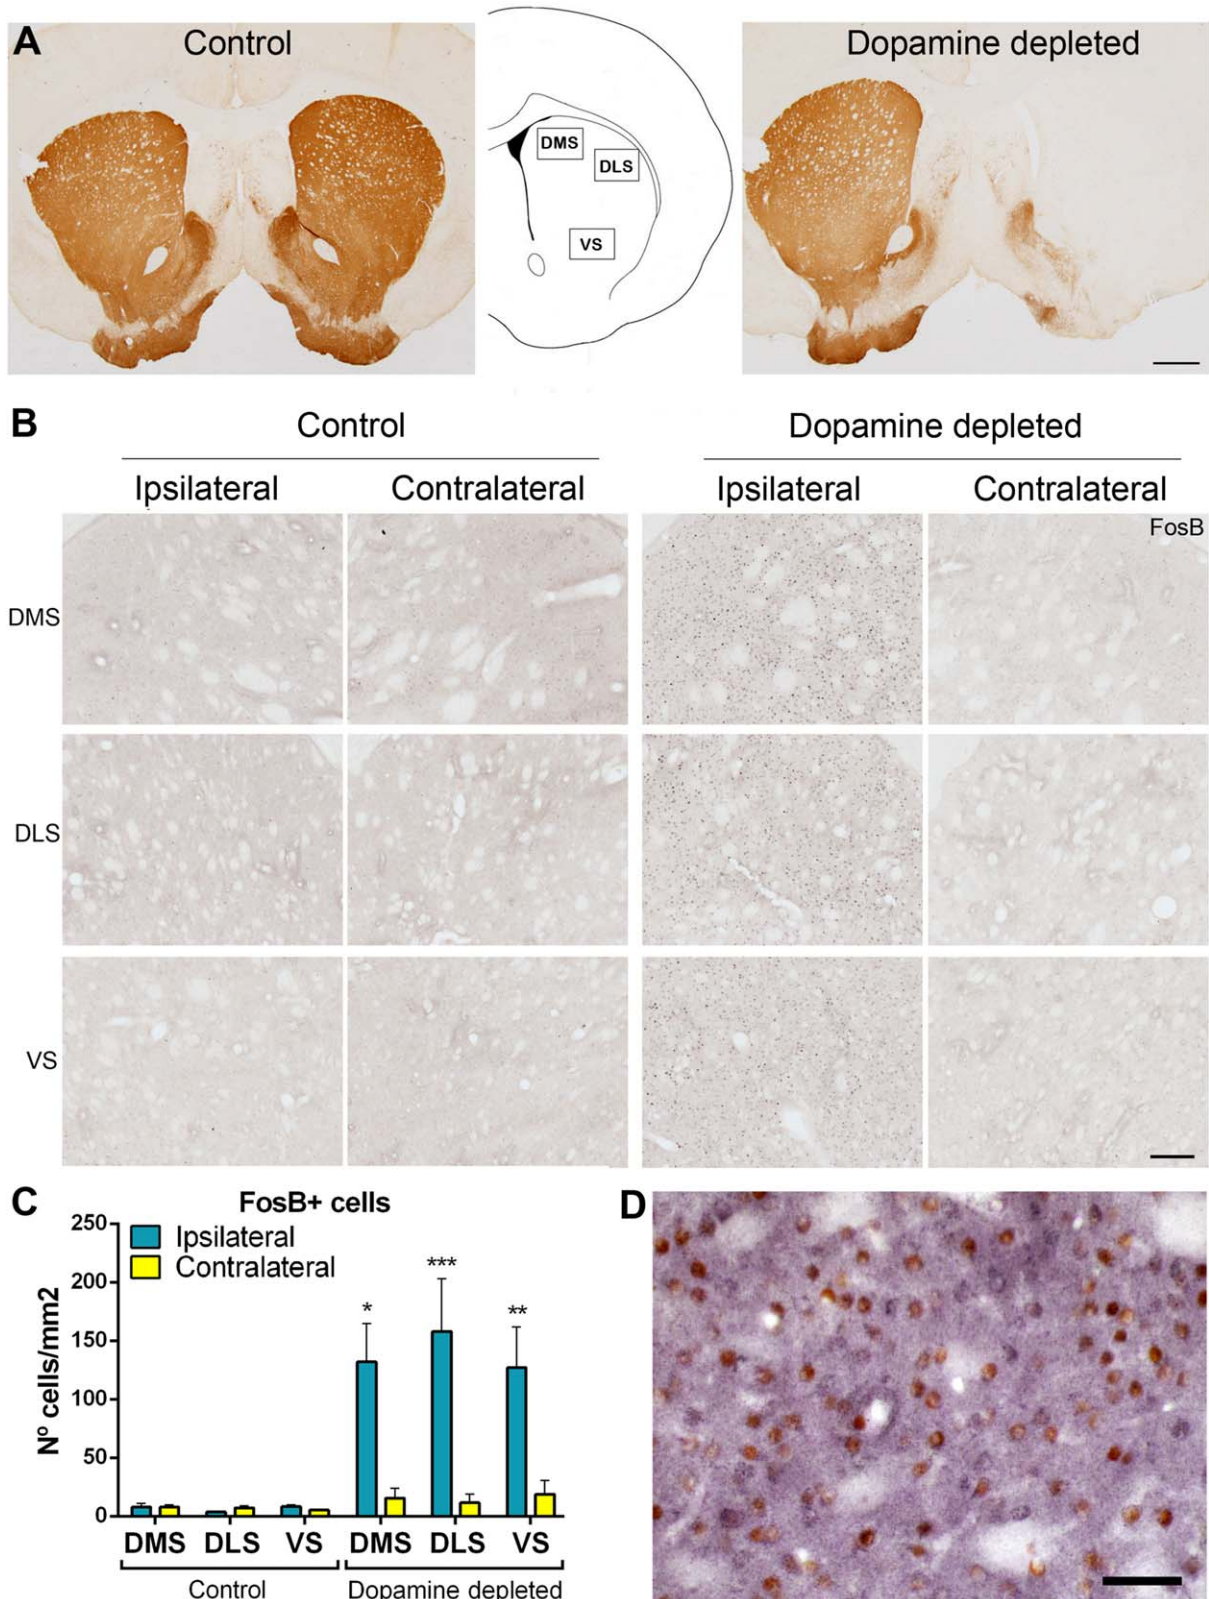 A
Control
Dopamine depleted
DMS
DLS
VS
B
Control
Dopamine depleted
Ipsilateral
Contralateral
Ipsilateral
Contralateral
FosB
DMS
DLS
VS
C
FosB+ cells
Ipsilateral
Contralateral
Nº cells/mm2
250
200
150
100
50
0
*
***
**
DMS DLS VS DMS DLS VS
Control
Dopamine depleted
D